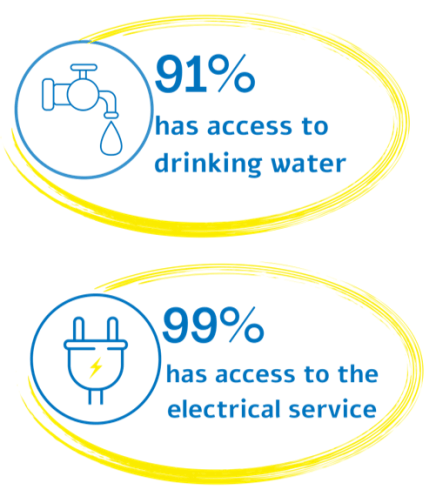 91%
has access to
drinking water
99%
has access to the
electrical service